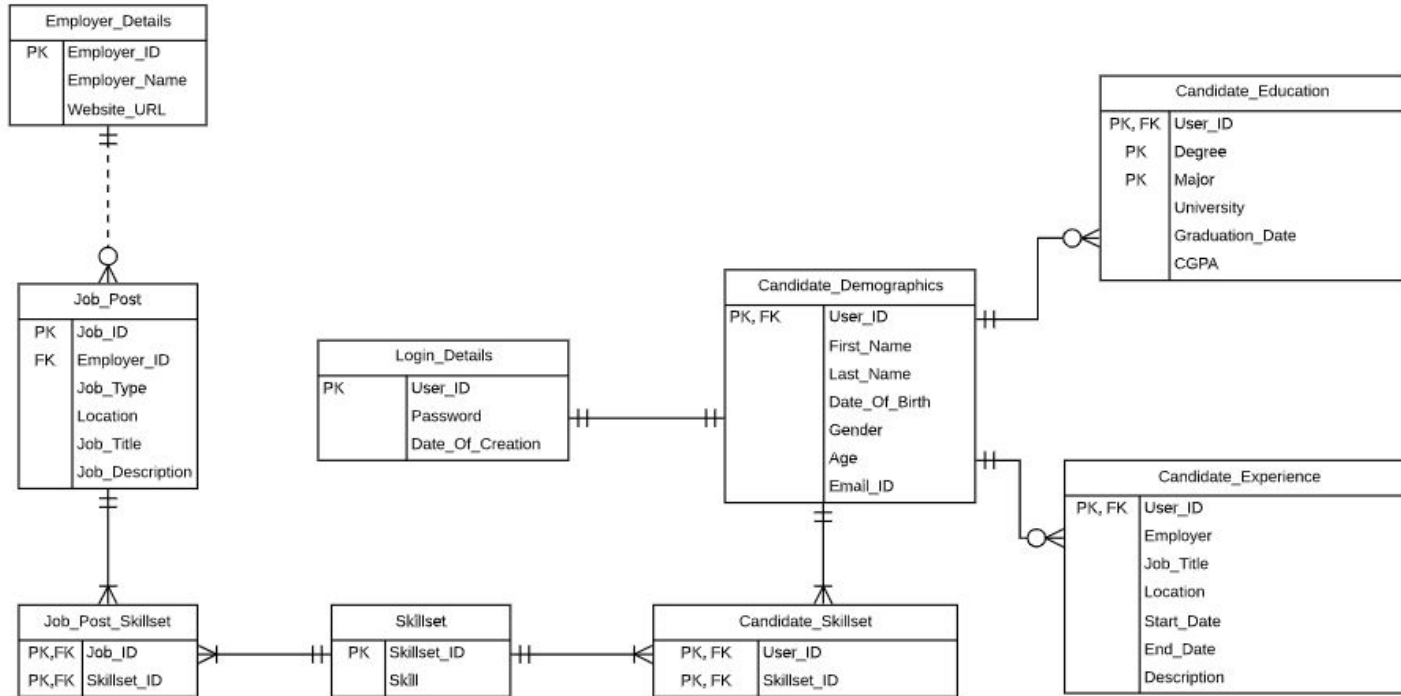 Employer_Details
PK Employer_ID
Employer_Name
Website_URL
Candidate_Education
PK, FK User_ID
PK Degree
PK Major
University
Graduation_Date
CGPA
Job_Post
PK Job_ID
FK Employer_ID
Job_Type
Location
Job_Title
Job_Description
Login_Details
PK User_ID
Password
Date_Of_Creation
Candidate_Demographics
PK, FK User_ID
First_Name
Last_Name
Date_Of_Birth
Gender
Age
Email_ID
Candidate_Experience
PK, FK User_ID
Employer
Job_Title
Location
Start_Date
End_Date
Description
Job_Post_Skillset
PK,FK Job_ID
PK,FK Skillset_ID
Skillset
PK Skillset_ID
Skill
Candidate_Skillset
PK, FK User_ID
PK, FK Skillset_ID